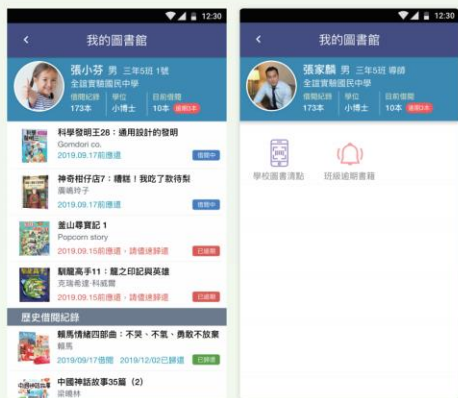 12:30
我的圖書館
張小芬 男 三年5班 1號
全誼實驗國民中學
借閱紀錄 學位 目前借閱
173本 小博士 10本 逾期5本
科學發明王28：通用設計的發明
Gomdori co.
2019.09.17前應還 借閱中
神奇柑仔店7：糟糕！我吃了款待梨
廣嶋玲子
2019.09.17前應還 借閱中
釜山尋寶記 1
Popcorn story
2019.09.15前應還，請儘速歸還 已逾期
馴龍高手11：龍之印記與英雄
克瑞希達·科威爾
2019.09.15前應還，請儘速歸還 已逾期
歷史借閱紀錄
賴馬情緒四部曲：不哭、不氣、勇敢不放棄
賴馬
2019/09/17借閱 2019/12/02已歸還 已歸還
中國神話故事35篇（2）
梁鳴林
12:30
我的圖書館
張家麟 男 三年5班 導師
全誼實驗國民中學
借閱紀錄 學位 目前借閱
173本 小博士 10本
學校圖書清點 班級逾期書籍